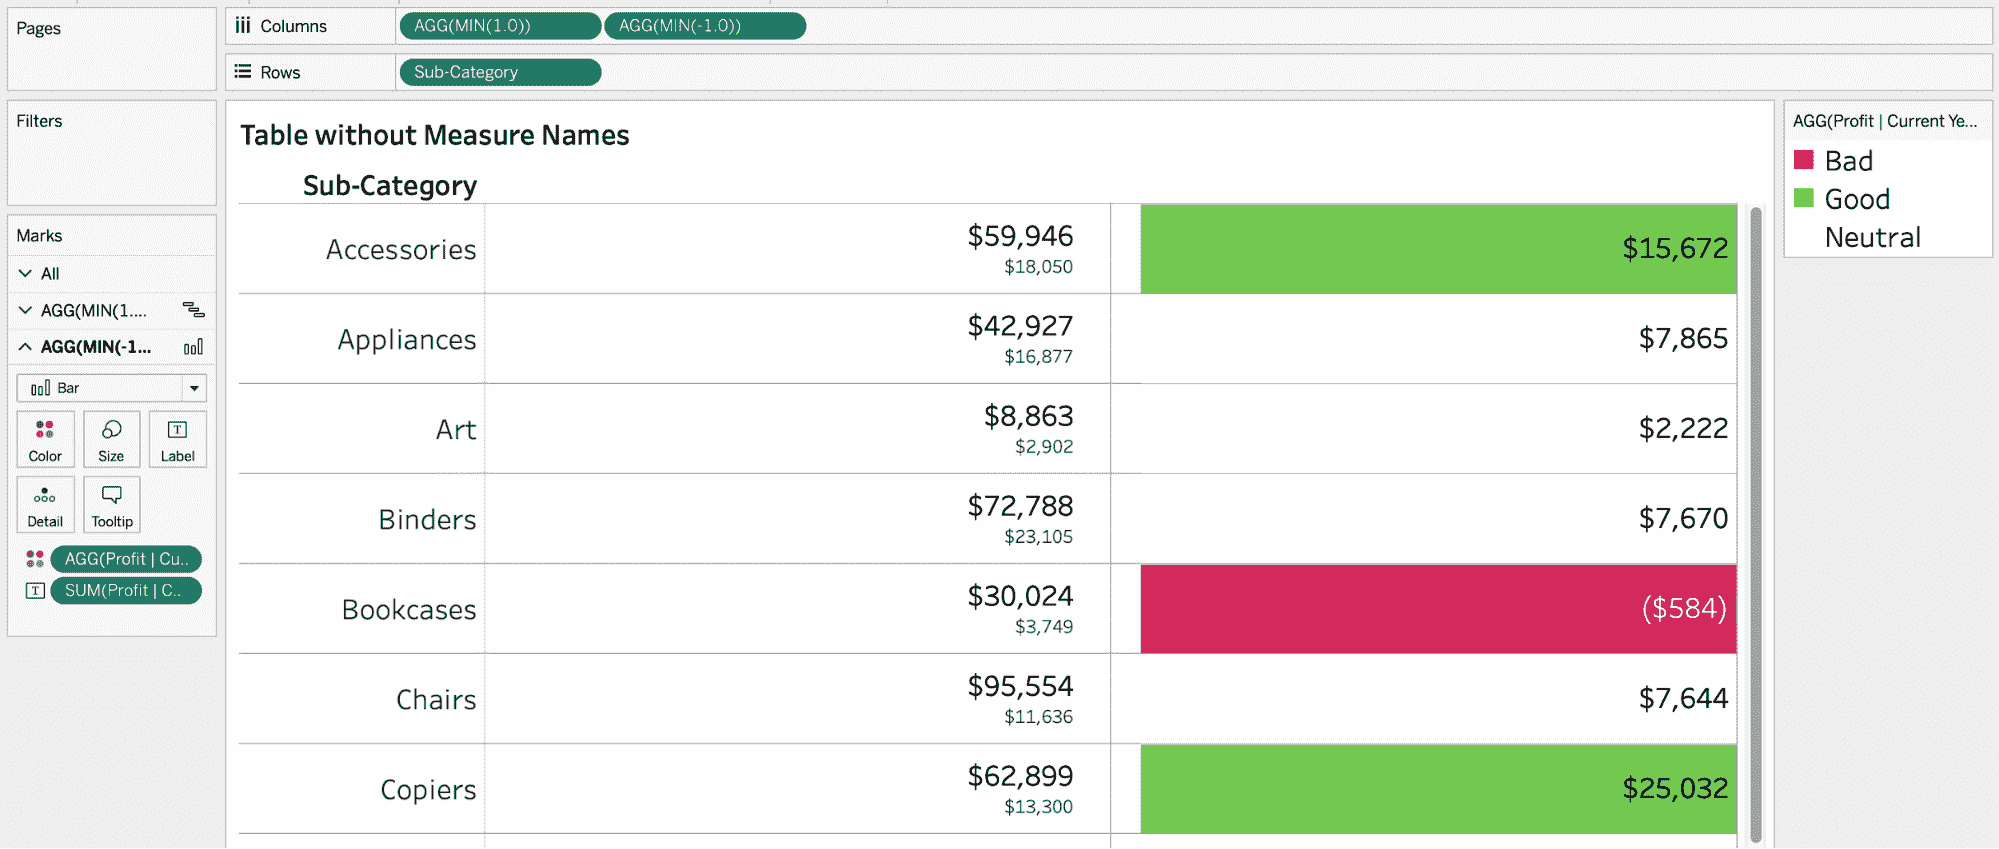 Pages
Columns
AGG(MIN(1.0))
AGG(MIN(-1.0))
Rows
Sub-Category
Filters
Marks
All
AGG(MIN(1....
AGG(MIN(-1...
Bar
Color
Size
Label
Detail
Tooltip
AGG(Profit | Cu..
SUM(Profit | C..
Table without Measure Names
Sub-Category
Accessories
$59,946
$18,050
$15,672
Appliances
$42,927
$16,877
$7,865
Art
$8,863
$2,902
$2,222
Binders
$72,788
$23,105
$7,670
Bookcases
$30,024
$3,749
($584)
Chairs
$95,554
$11,636
$7,644
Copiers
$62,899
$13,300
$25,032
AGG(Profit | Current Ye...
Bad
Good
Neutral